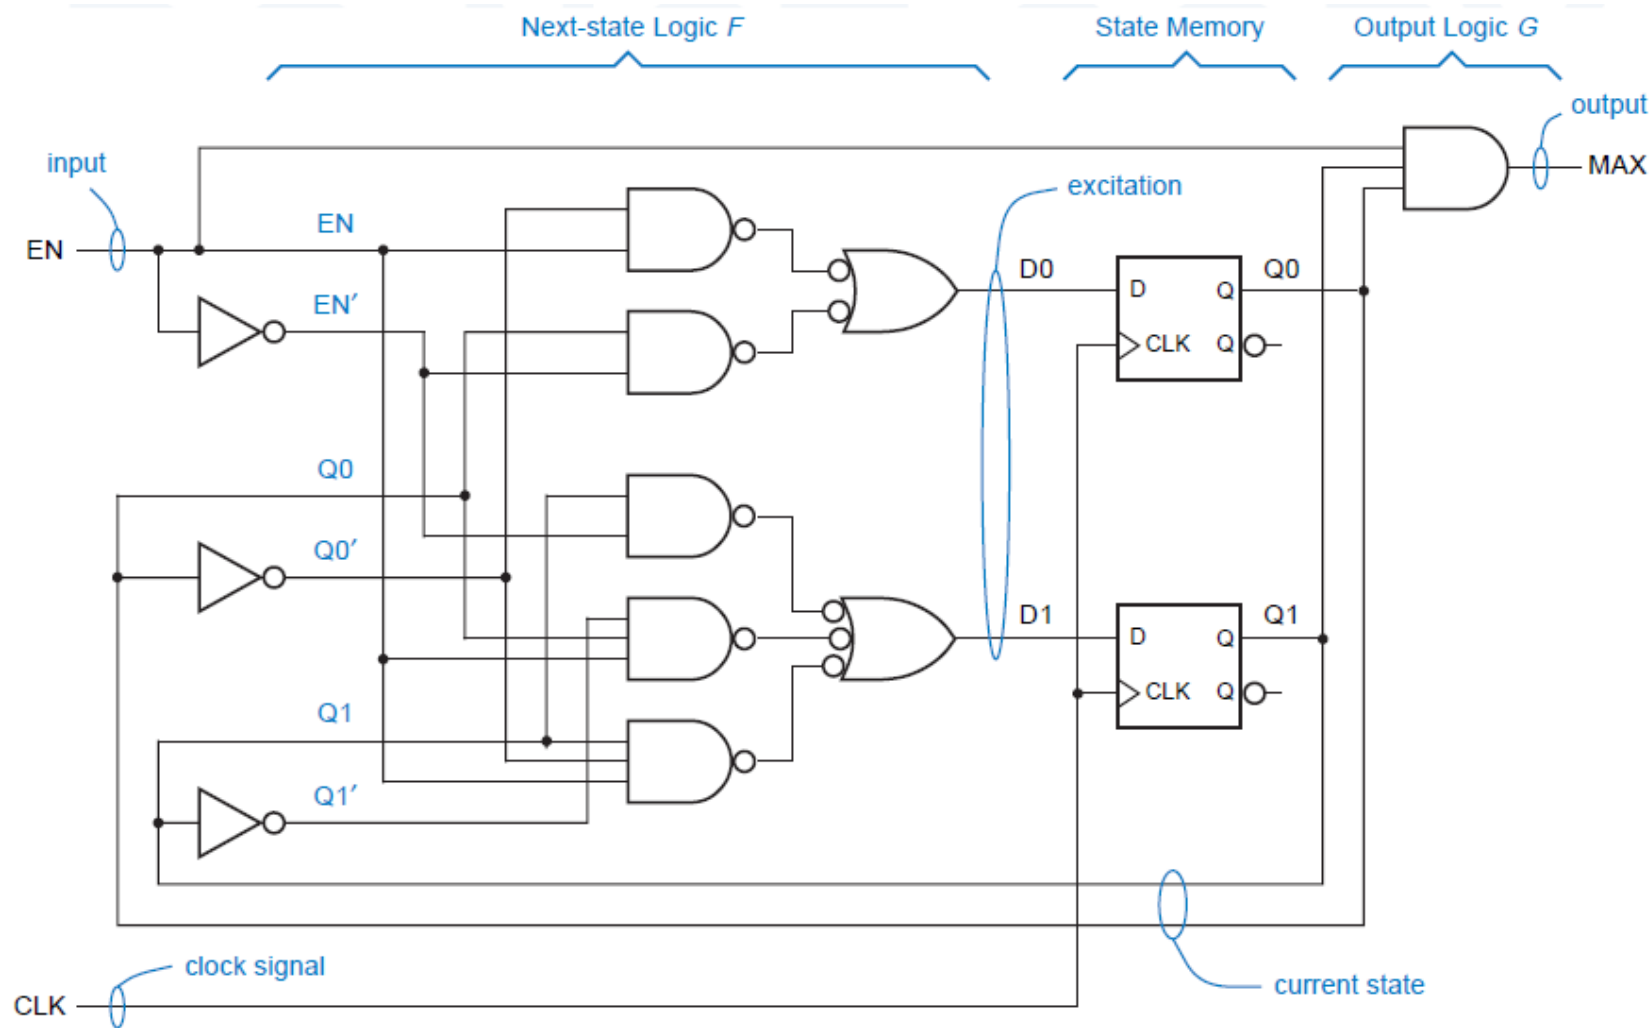 Next-state Logic F
State Memory
Output Logic G
output
input
MAX
excitation
EN
EN
EN′
D0
Q0
D
Q
CLK
Q
Q0
Q0′
D1
Q1
D
Q
CLK
Q
Q1
Q1′
clock signal
current state
CLK